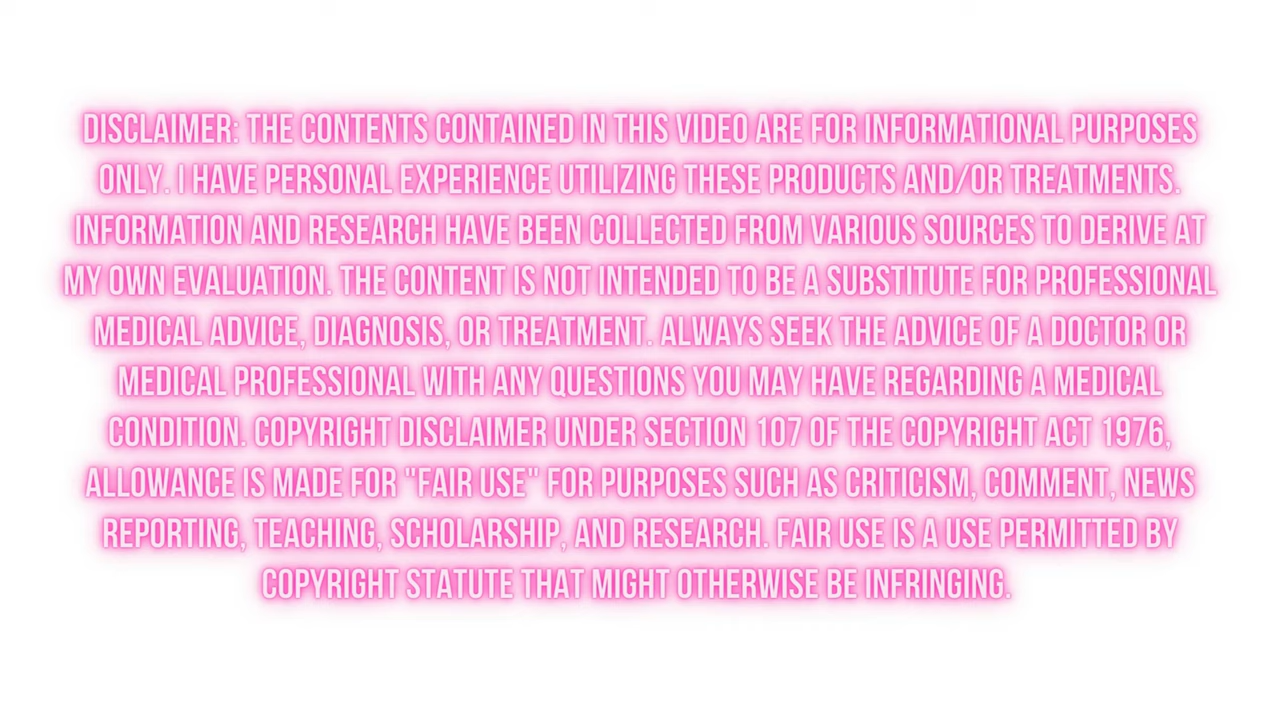 DISCLAIMER: THE CONTENTS CONTAINED IN THIS VIDEO ARE FOR INFORMATIONAL PURPOSES
ONLY. I HAVE PERSONAL EXPERIENCE UTILIZING THESE PRODUCTS AND/OR TREATMENTS.
INFORMATION AND RESEARCH HAVE BEEN COLLECTED FROM VARIOUS SOURCES TO DERIVE AT
MY OWN EVALUATION. THE CONTENT IS NOT INTENDED TO BE A SUBSTITUTE FOR PROFESSIONAL
MEDICAL ADVICE, DIAGNOSIS, OR TREATMENT. ALWAYS SEEK THE ADVICE OF A DOCTOR OR
MEDICAL PROFESSIONAL WITH ANY QUESTIONS YOU MAY HAVE REGARDING A MEDICAL
CONDITION. COPYRIGHT DISCLAIMER UNDER SECTION 107 OF THE COPYRIGHT ACT 1976,
ALLOWANCE IS MADE FOR "FAIR USE" FOR PURPOSES SUCH AS CRITICISM, COMMENT, NEWS
REPORTING, TEACHING, SCHOLARSHIP, AND RESEARCH. FAIR USE IS A USE PERMITTED BY
COPYRIGHT STATUTE THAT MIGHT OTHERWISE BE INFRINGING.